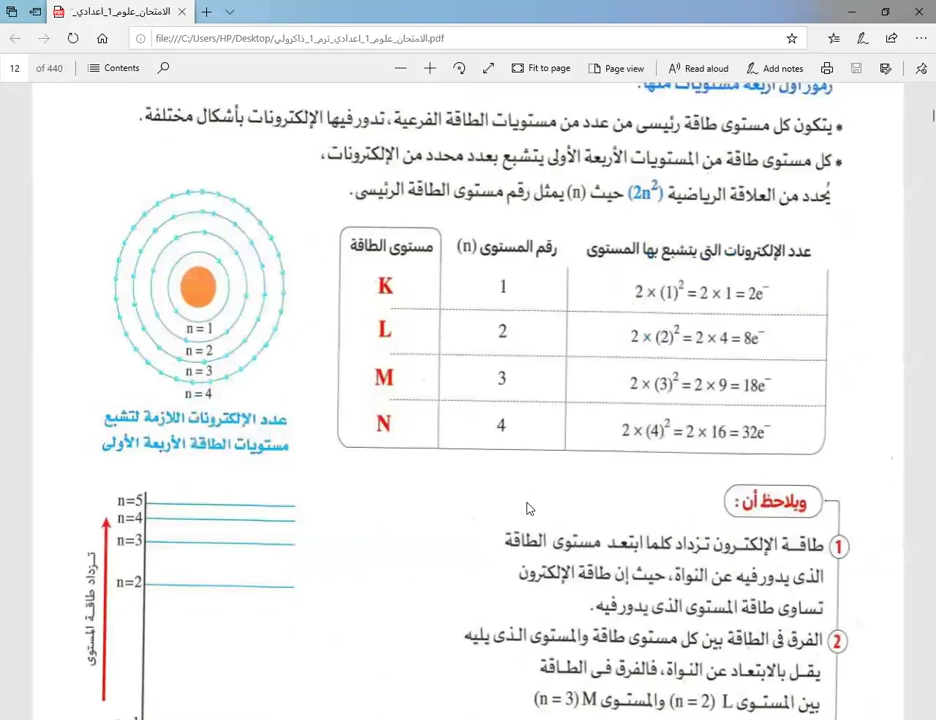 الامتحان_علوم_1_اعدادي_
file:///C:/Users/HP/Desktop/الامتحان_علوم_1_اعدادي_ترم_1_ذاكرولي.pdf
12 of 440 Contents Fit to page Page view Read aloud Add notes
رموز أول أربعة مستويات منها.
* يتكون كل مستوى طاقة رئيسى من عدد من مستويات الطاقة الفرعية، تدور فيها الإلكترونات بأشكال مختلفة.
* كل مستوى طاقة من المستويات الأربعة الأولى يتشبع بعدد محدد من الإلكترونات،
يُحدد من العلاقة الرياضية (2n²) حيث (n) يمثل رقم مستوى الطاقة الرئيسى.
مستوى الطاقة رقم المستوى (n) عدد الإلكترونات التى يتشبع بها المستوى
K 1 2 × (1)² = 2 × 1 = 2e⁻
L 2 2 × (2)² = 2 × 4 = 8e⁻
M 3 2 × (3)² = 2 × 9 = 18e⁻
N 4 2 × (4)² = 2 × 16 = 32e⁻
n = 1
n = 2
n = 3
n = 4
عدد الإلكترونات اللازمة لتشبع
مستويات الطاقة الأربعة الأولى
ويلاحظ أن :
1 طاقة الإلكترون تزداد كلما ابتعد مستوى الطاقة
الذى يدور فيه عن النواة، حيث إن طاقة الإلكترون
تساوى طاقة المستوى الذى يدور فيه.
2 الفرق فى الطاقة بين كل مستوى طاقة والمستوى الذى يليه
يقل بالابتعاد عن النواة، فالفرق فى الطاقة
بين المستوى L (n = 2) والمستوى M (n = 3)
n=5
n=4
n=3
n=2
تزداد طاقة المستوى